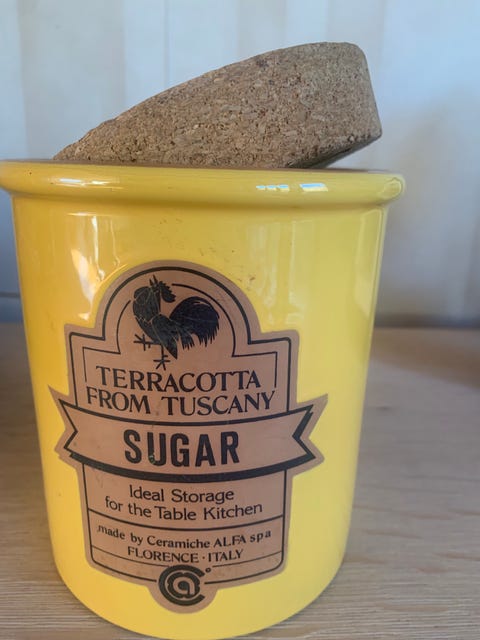 TERRACOTTA
FROM TUSCANY
SUGAR
Ideal Storage
for the Table Kitchen
made by Ceramiche ALFA spa
FLORENCE · ITALY